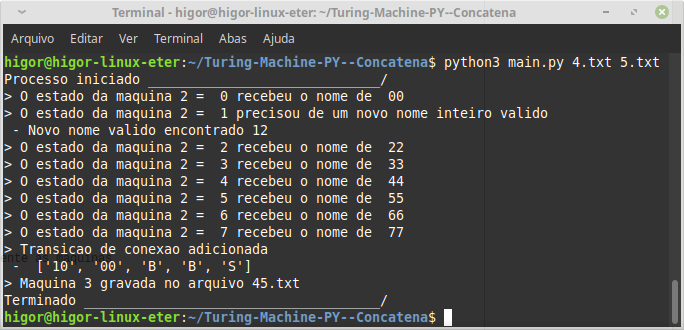 Terminal - higor@higor-linux-eter: ~/Turing-Machine-PY--Concatena
Arquivo Editar Ver Terminal Abas Ajuda
higor@higor-linux-eter:~/Turing-Machine-PY--Concatena$ python3 main.py 4.txt 5.txt
Processo iniciado _____________________________/
> O estado da maquina 2 =  0 recebeu o nome de  00
> O estado da maquina 2 =  1 precisou de um novo nome inteiro valido
 - Novo nome valido encontrado 12
> O estado da maquina 2 =  2 recebeu o nome de  22
> O estado da maquina 2 =  3 recebeu o nome de  33
> O estado da maquina 2 =  4 recebeu o nome de  44
> O estado da maquina 2 =  5 recebeu o nome de  55
> O estado da maquina 2 =  6 recebeu o nome de  66
> O estado da maquina 2 =  7 recebeu o nome de  77
> Transicao de conexao adicionada
 -  ['10', '00', 'B', 'B', 'S']
> Maquina 3 gravada no arquivo 45.txt
Terminado _____________________________________/
higor@higor-linux-eter:~/Turing-Machine-PY--Concatena$